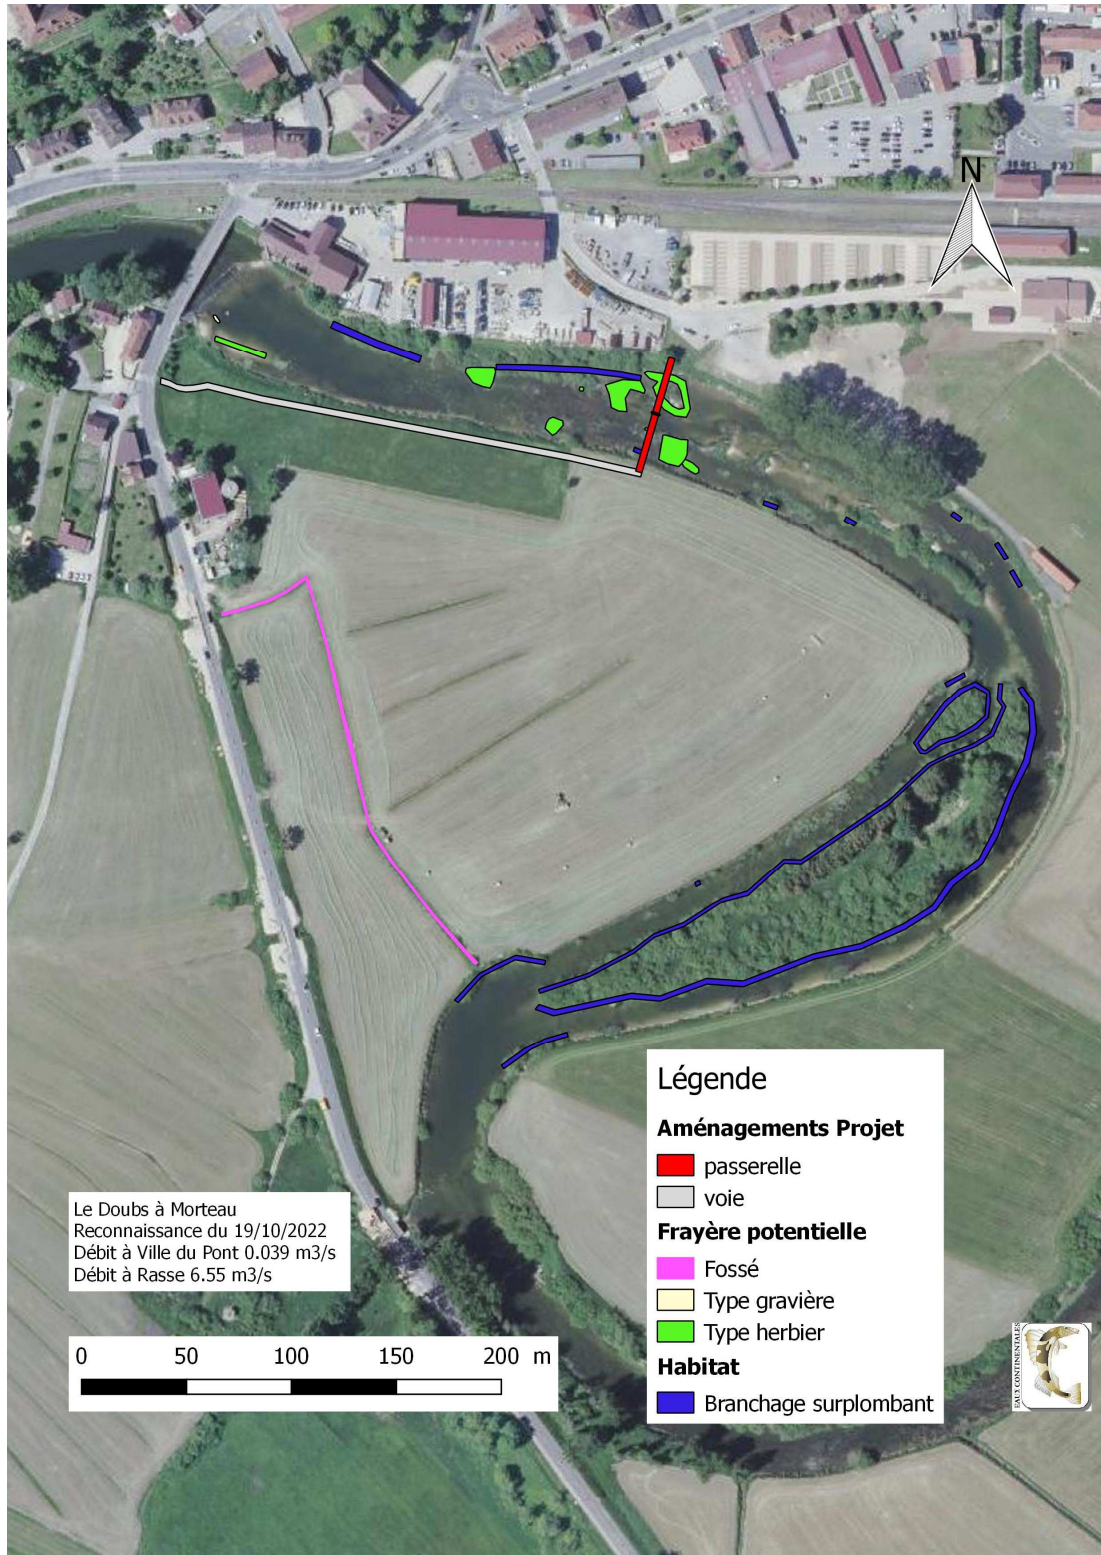 N
Légende
Aménagements Projet
passerelle
voie
Frayère potentielle
Fossé
Type gravière
Type herbier
Habitat
Branchage surplombant
Le Doubs à Morteau
Reconnaissance du 19/10/2022
Débit à Ville du Pont 0.039 m3/s
Débit à Rasse 6.55 m3/s
0 50 100 150 200 m
EAUX CONTINENTALES